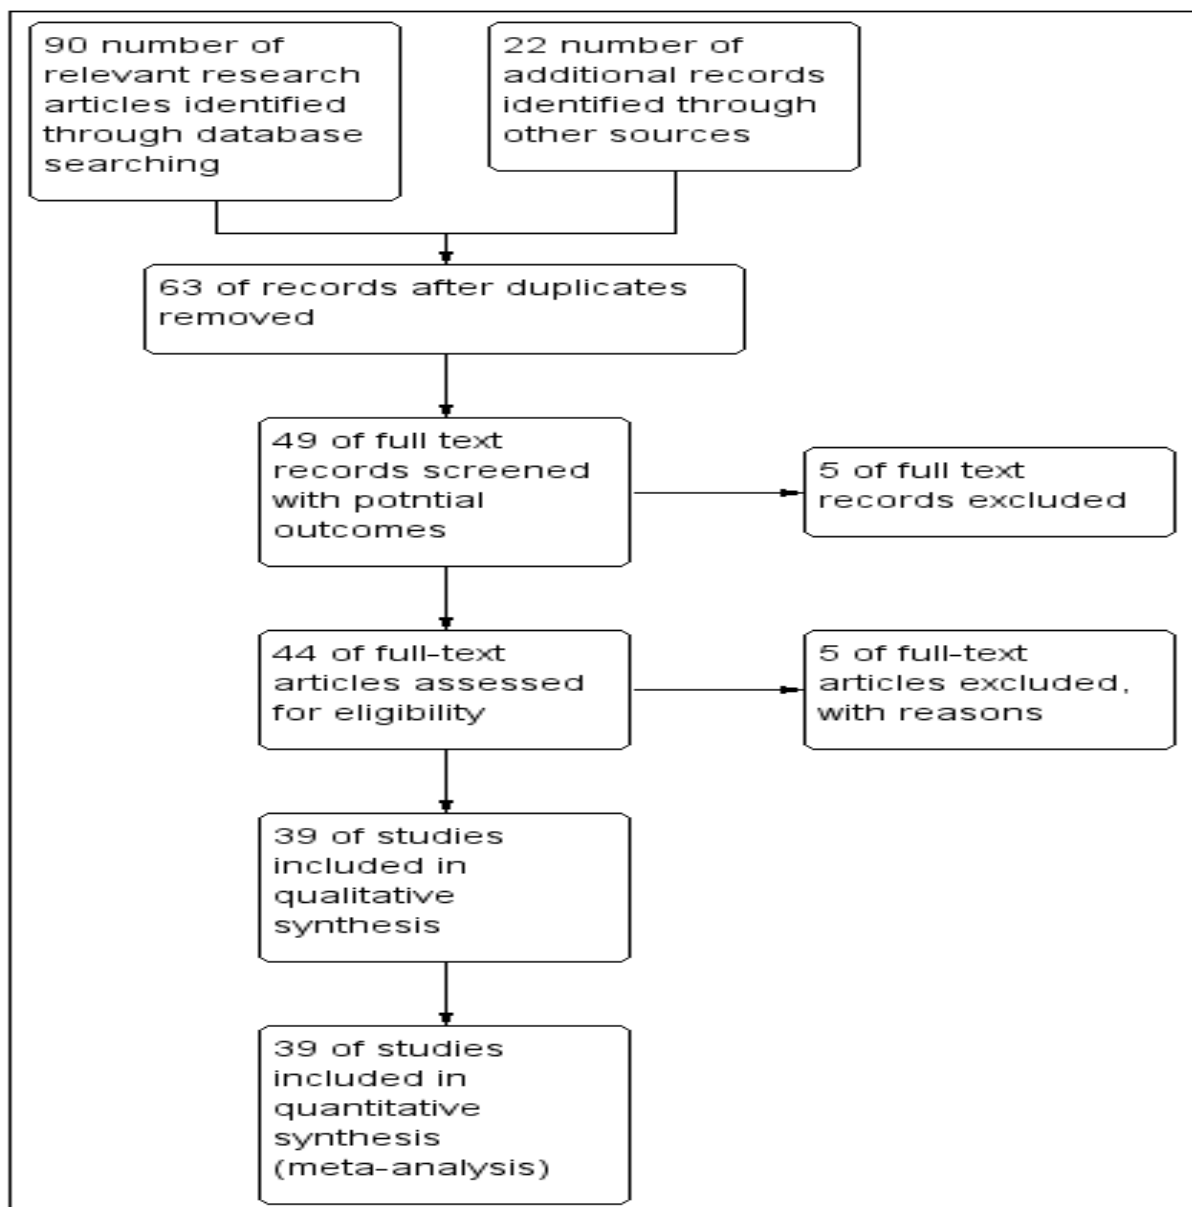 90 number of
relevant research
articles identified
through database
searching
22 number of
additional records
identified through
other sources
63 of records after duplicates
removed
49 of full text
records screened
with potntial
outcomes
5 of full text
records excluded
44 of full-text
articles assessed
for eligibility
5 of full-text
articles excluded,
with reasons
39 of studies
included in
qualitative
synthesis
39 of studies
included in
quantitative
synthesis
(meta-analysis)